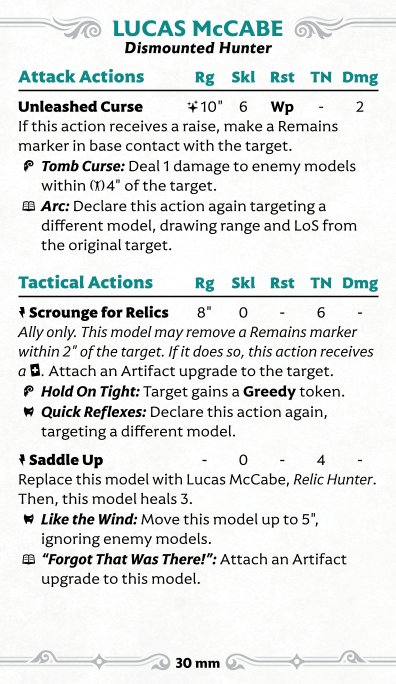 LUCAS McCABE
Dismounted Hunter
Attack Actions Rg Skl Rst TN Dmg
Unleashed Curse 10" 6 Wp - 2
If this action receives a raise, make a Remains
marker in base contact with the target.
Tomb Curse: Deal 1 damage to enemy models
within 4" of the target.
Arc: Declare this action again targeting a
different model, drawing range and LoS from
the original target.
Tactical Actions Rg Skl Rst TN Dmg
Scrounge for Relics 8" 0 - 6 -
Ally only. This model may remove a Remains marker
within 2" of the target. If it does so, this action receives
a . Attach an Artifact upgrade to the target.
Hold On Tight: Target gains a Greedy token.
Quick Reflexes: Declare this action again,
targeting a different model.
Saddle Up - 0 - 4 -
Replace this model with Lucas McCabe, Relic Hunter.
Then, this model heals 3.
Like the Wind: Move this model up to 5",
ignoring enemy models.
“Forgot That Was There!”: Attach an Artifact
upgrade to this model.
30 mm